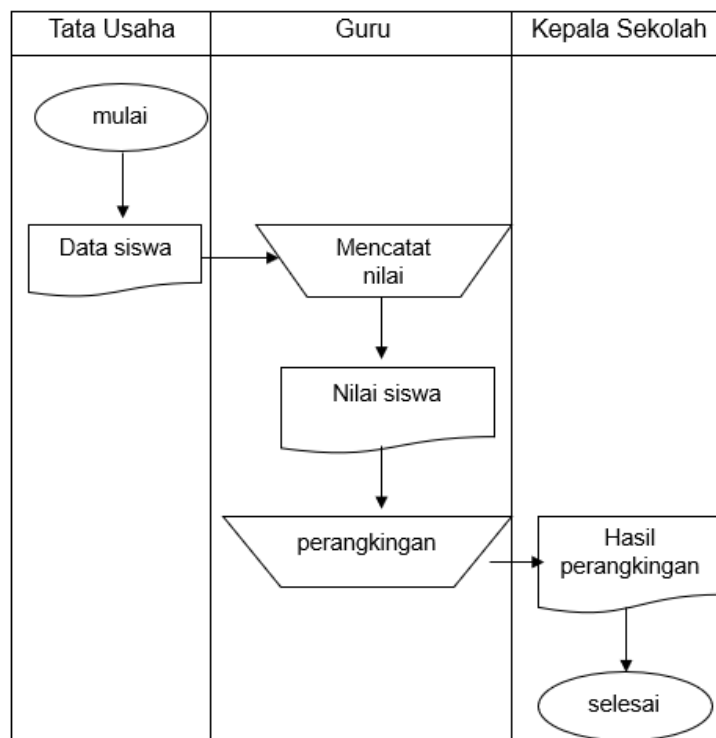 Tata Usaha
Guru
Kepala Sekolah
mulai
Data siswa
Mencatat
nilai
Nilai siswa
perangkingan
Hasil
perangkingan
selesai